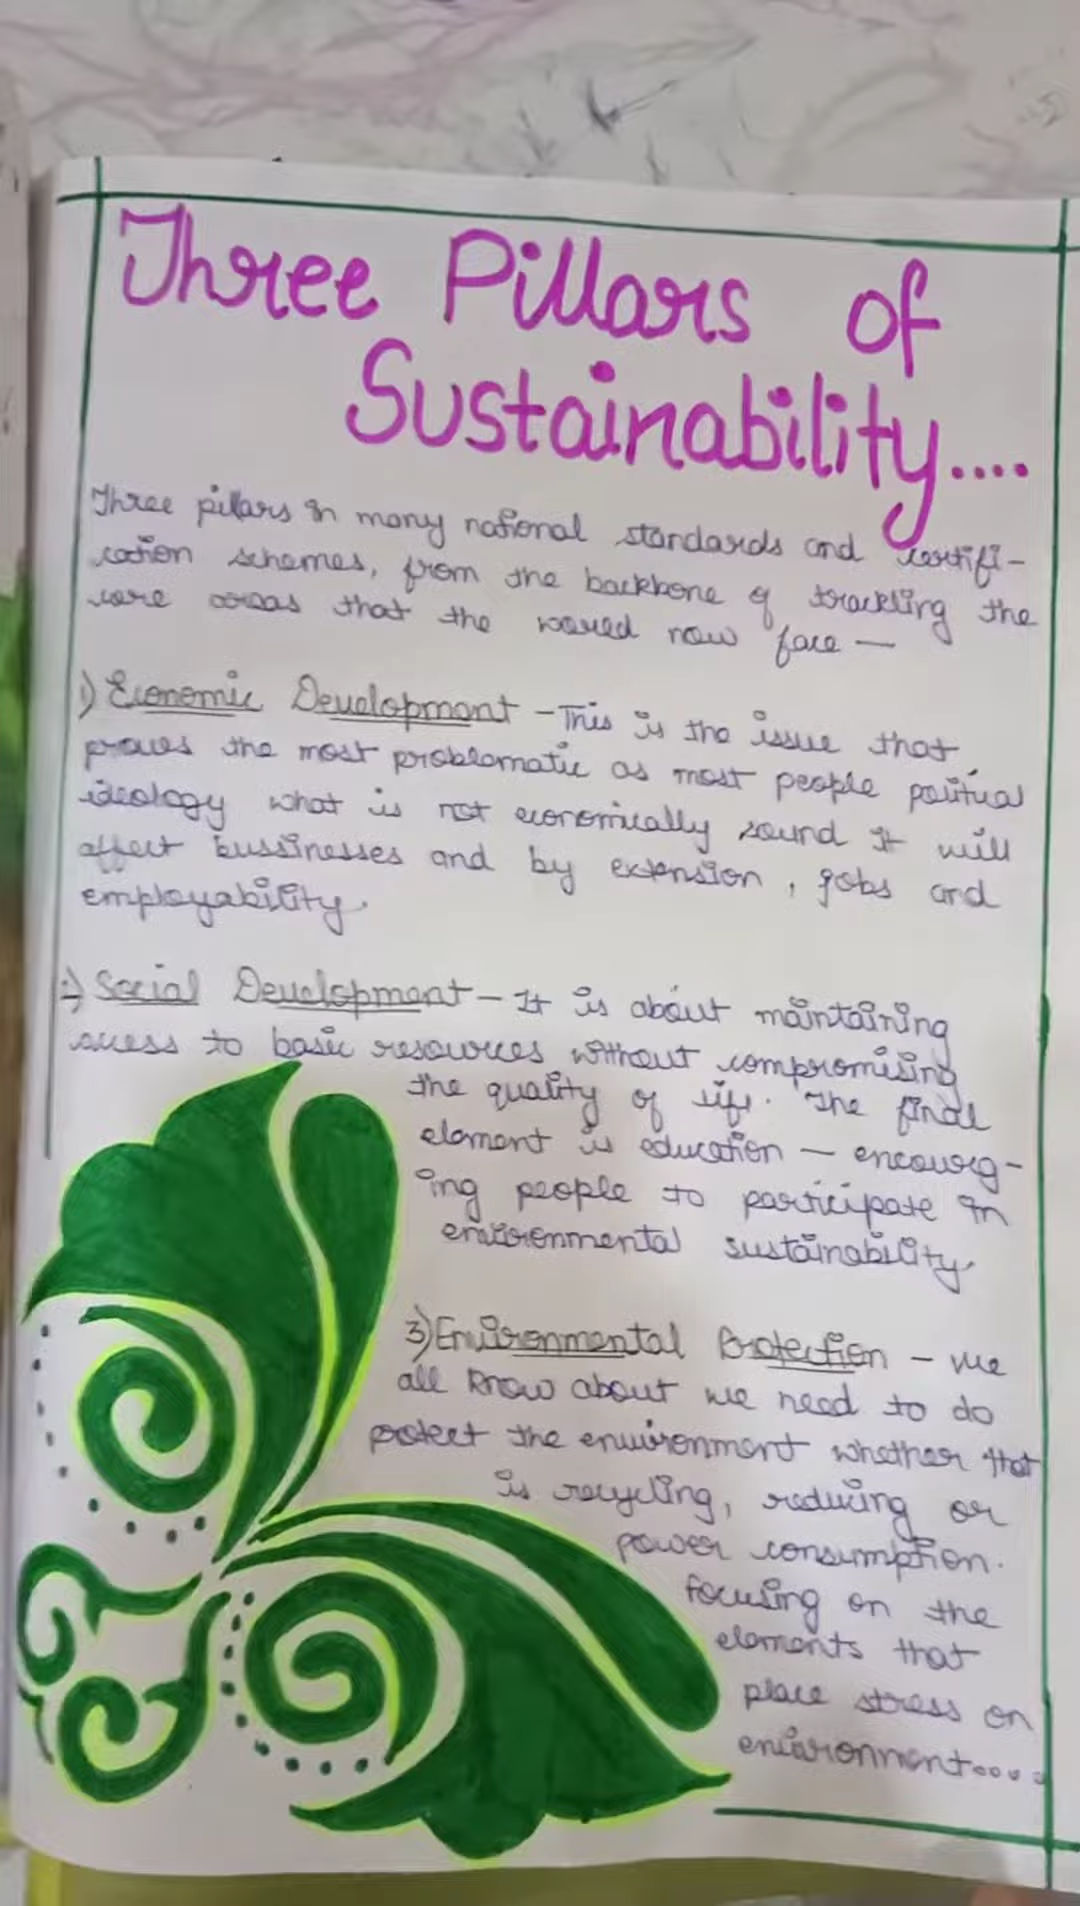 Three Pillars of
Sustainability....
Three pillars in many national standards and certifi-
cation schemes, from the backbone of trackling the
core areas that the world now face —
1) Economic Development - This is the issue that
proves the most problematic as most people political
ideology what is not economically sound it will
affect bussinesses and by extension, jobs and
employability.
2) Social Development - It is about maintaining
access to basic resources without compromising
the quality of life. The final
element is education — encourg-
ing people to participate in
environmental sustainability.
3) Environmental Protection - We
all know about we need to do
protect the environment whether that
is recycling, reducing or
power consumption.
focusing on the
elements that
place stress on
environment....